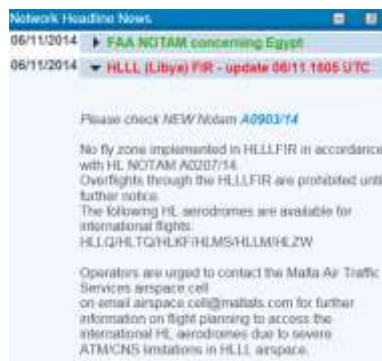 Network Headline News
06/11/2014 FAA NOTAM concerning Egypt
06/11/2014 HLLL (Libya) FIR - update 06/11 1605 UTC
Please check NEW Notam A0903/14
No fly zone implemented in HLLLFIR in accordance
with HL NOTAM A0207/14.
Overflights through the HLLLFIR are prohibited until
further notice.
The following HL aerodromes are available for
international flights:
HLLQ/HLTQ/HLKF/HLMS/HLLM/HLZW
Operators are urged to contact the Malta Air Traffic
Services airspace cell
on email airspace.cell@maltats.com for further
information on flight planning to access the
international HL aerodromes due to severe
ATM/CNS limitations in HLLL airspace.